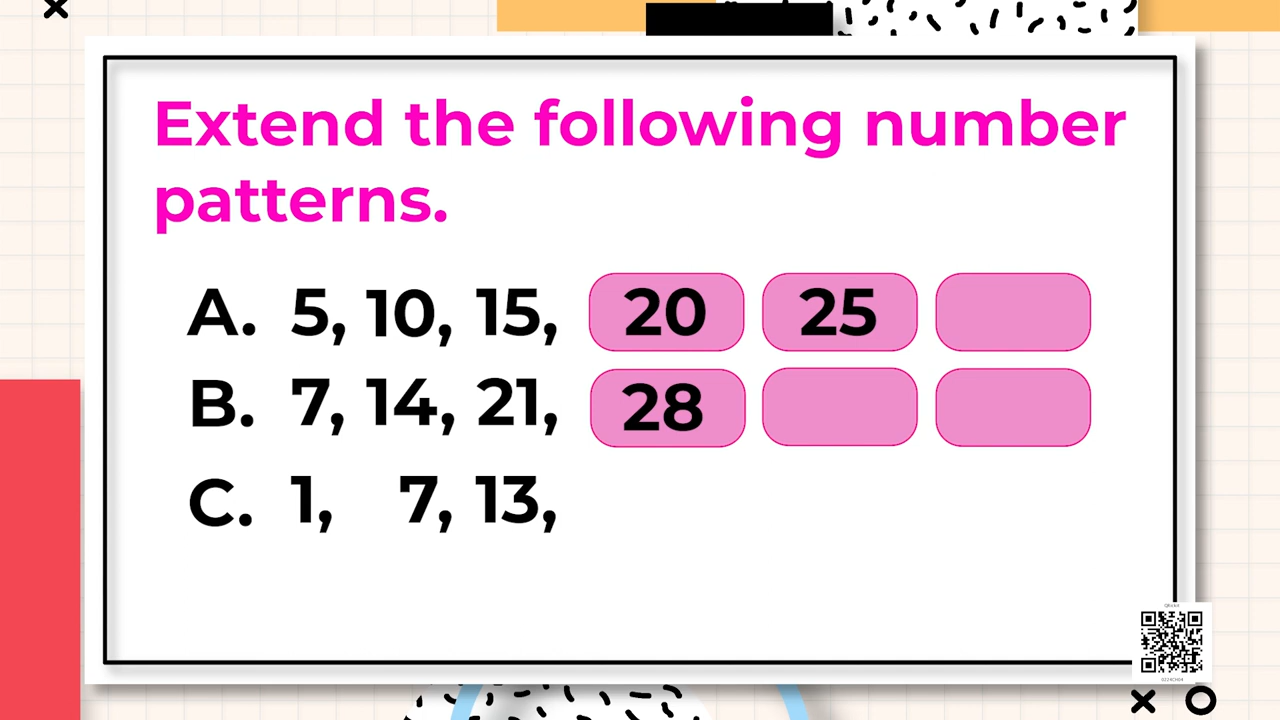 Extend the following number
patterns.
A. 5, 10, 15, 20 25
B. 7, 14, 21, 28
C. 1, 7, 13,